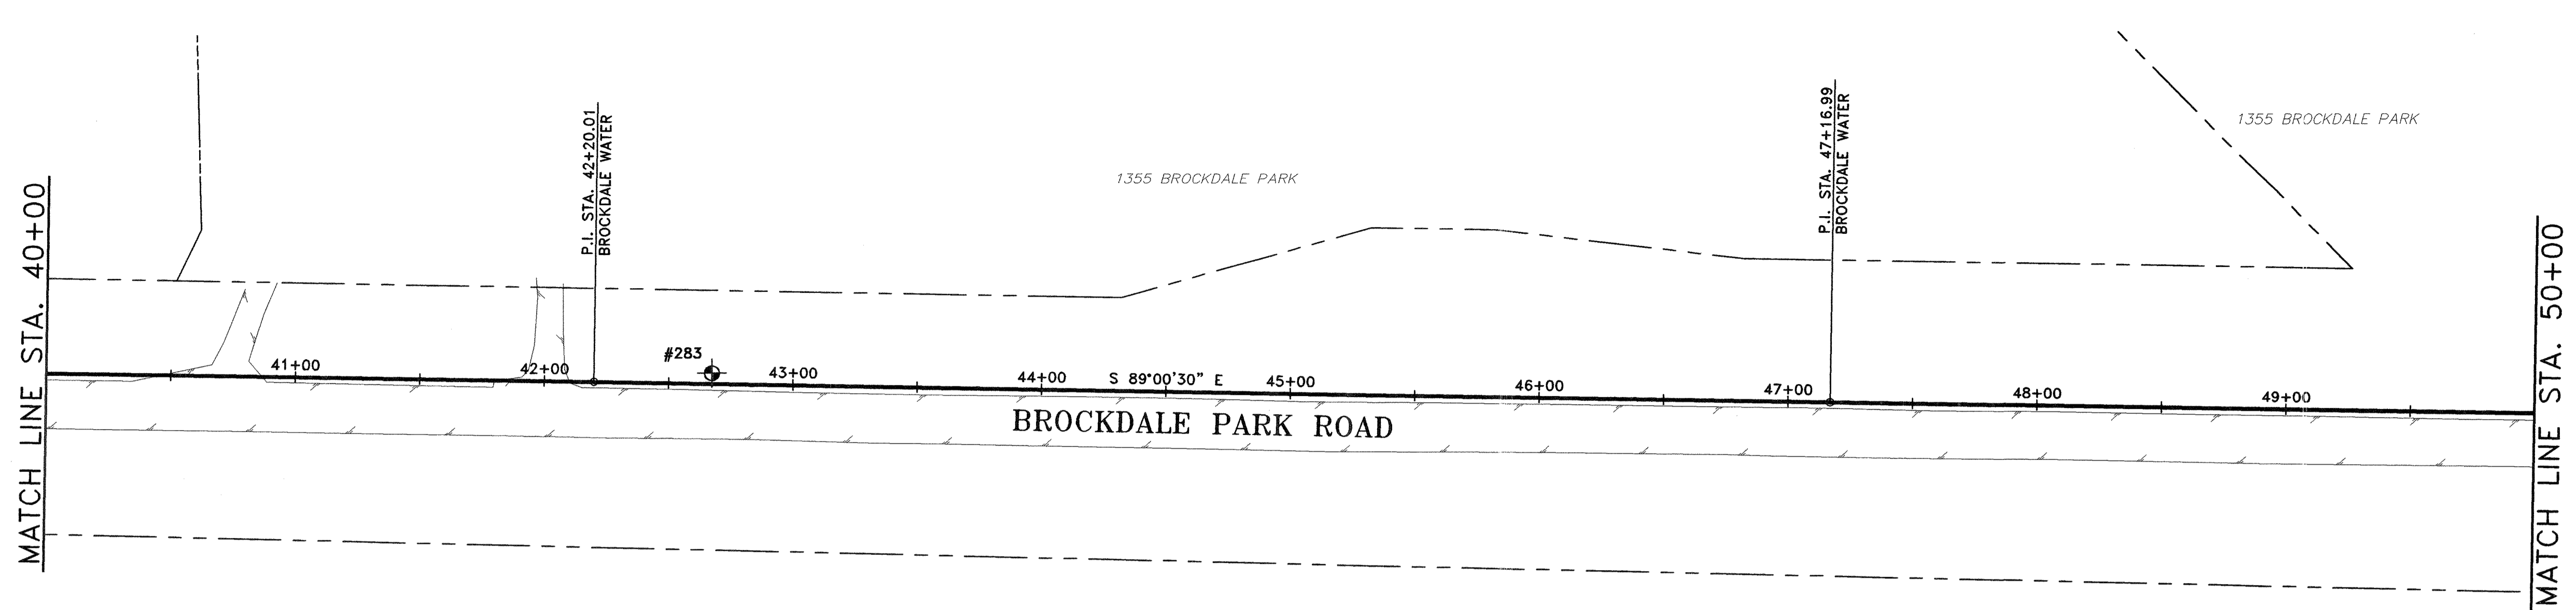 MATCH LINE STA. 40+00
P.I. STA. 42+20.01
BROCKDALE WATER
1355 BROCKDALE PARK
P.I. STA. 47+16.99
BROCKDALE WATER
1355 BROCKDALE PARK
41+00
42+00
#283
43+00
44+00
S 89°00'30" E
45+00
46+00
47+00
48+00
49+00
BROCKDALE PARK ROAD
MATCH LINE STA. 50+00